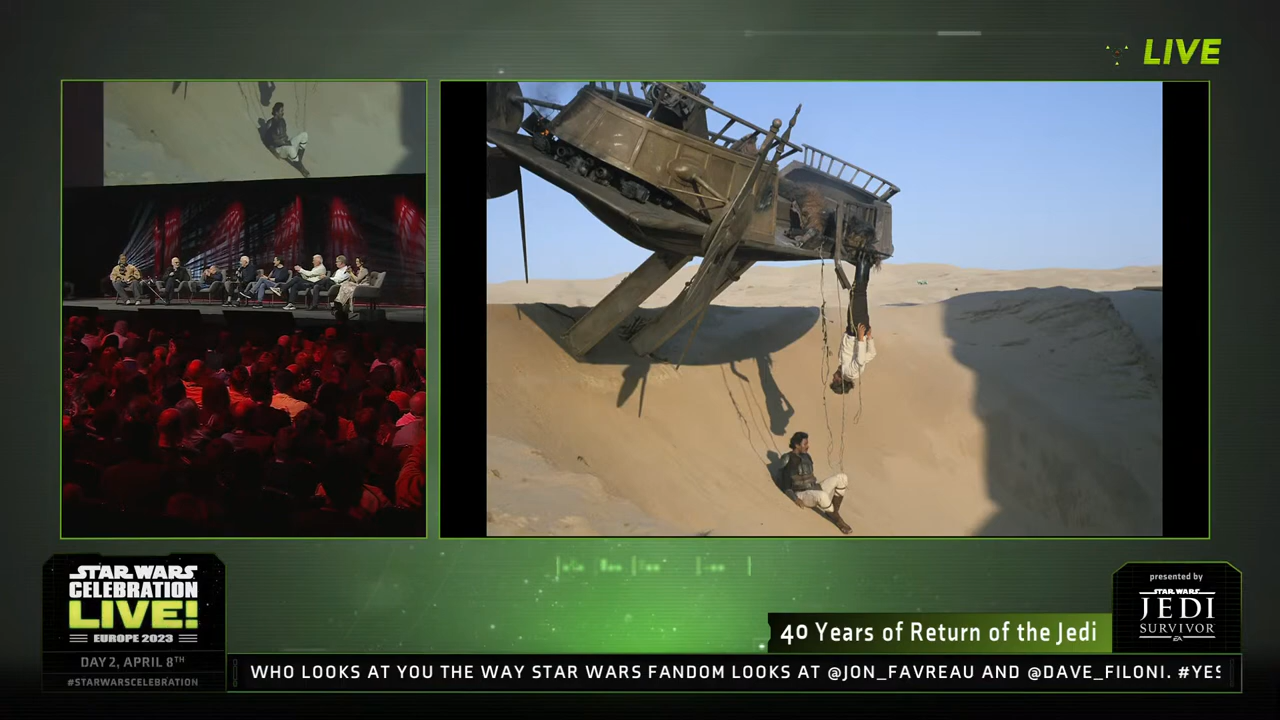 LIVE
STAR WARS
CELEBRATION
LIVE!
EUROPE 2023
DAY 2, APRIL 8TH
#STARWARSCELEBRATION
presented by
STAR WARS
JEDI
SURVIVOR
EA
40 Years of Return of the Jedi
WHO LOOKS AT YOU THE WAY STAR WARS FANDOM LOOKS AT @JON_FAVREAU AND @DAVE_FILONI. #YES